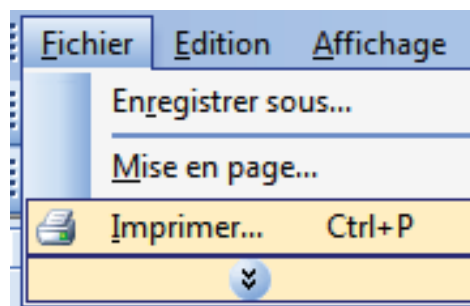 Fichier Edition Affichage
Enregistrer sous...
Mise en page...
Imprimer... Ctrl+P